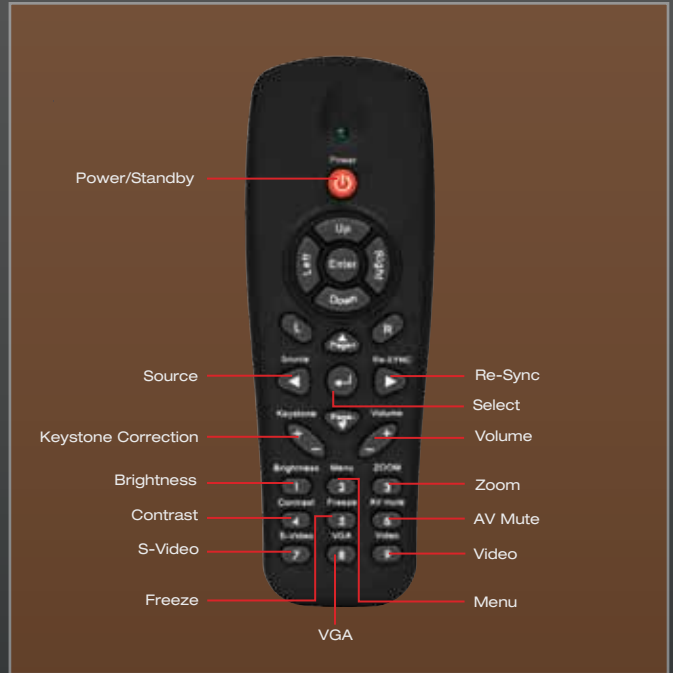 Power
Power/Standby
Up
Left
Enter
Right
Down
L
R
Page+
Source
Re-SYNC
Source
Re-Sync
Select
Keystone
Page-
Volume
Keystone Correction
+
+
Volume
−
−
Brightness
Menu
ZOOM
Brightness
1
2
3
Zoom
Contrast
Freeze
AV mute
Contrast
4
5
6
AV Mute
S-Video
VGA
Video
S-Video
7
8
9
Video
Freeze
Menu
VGA